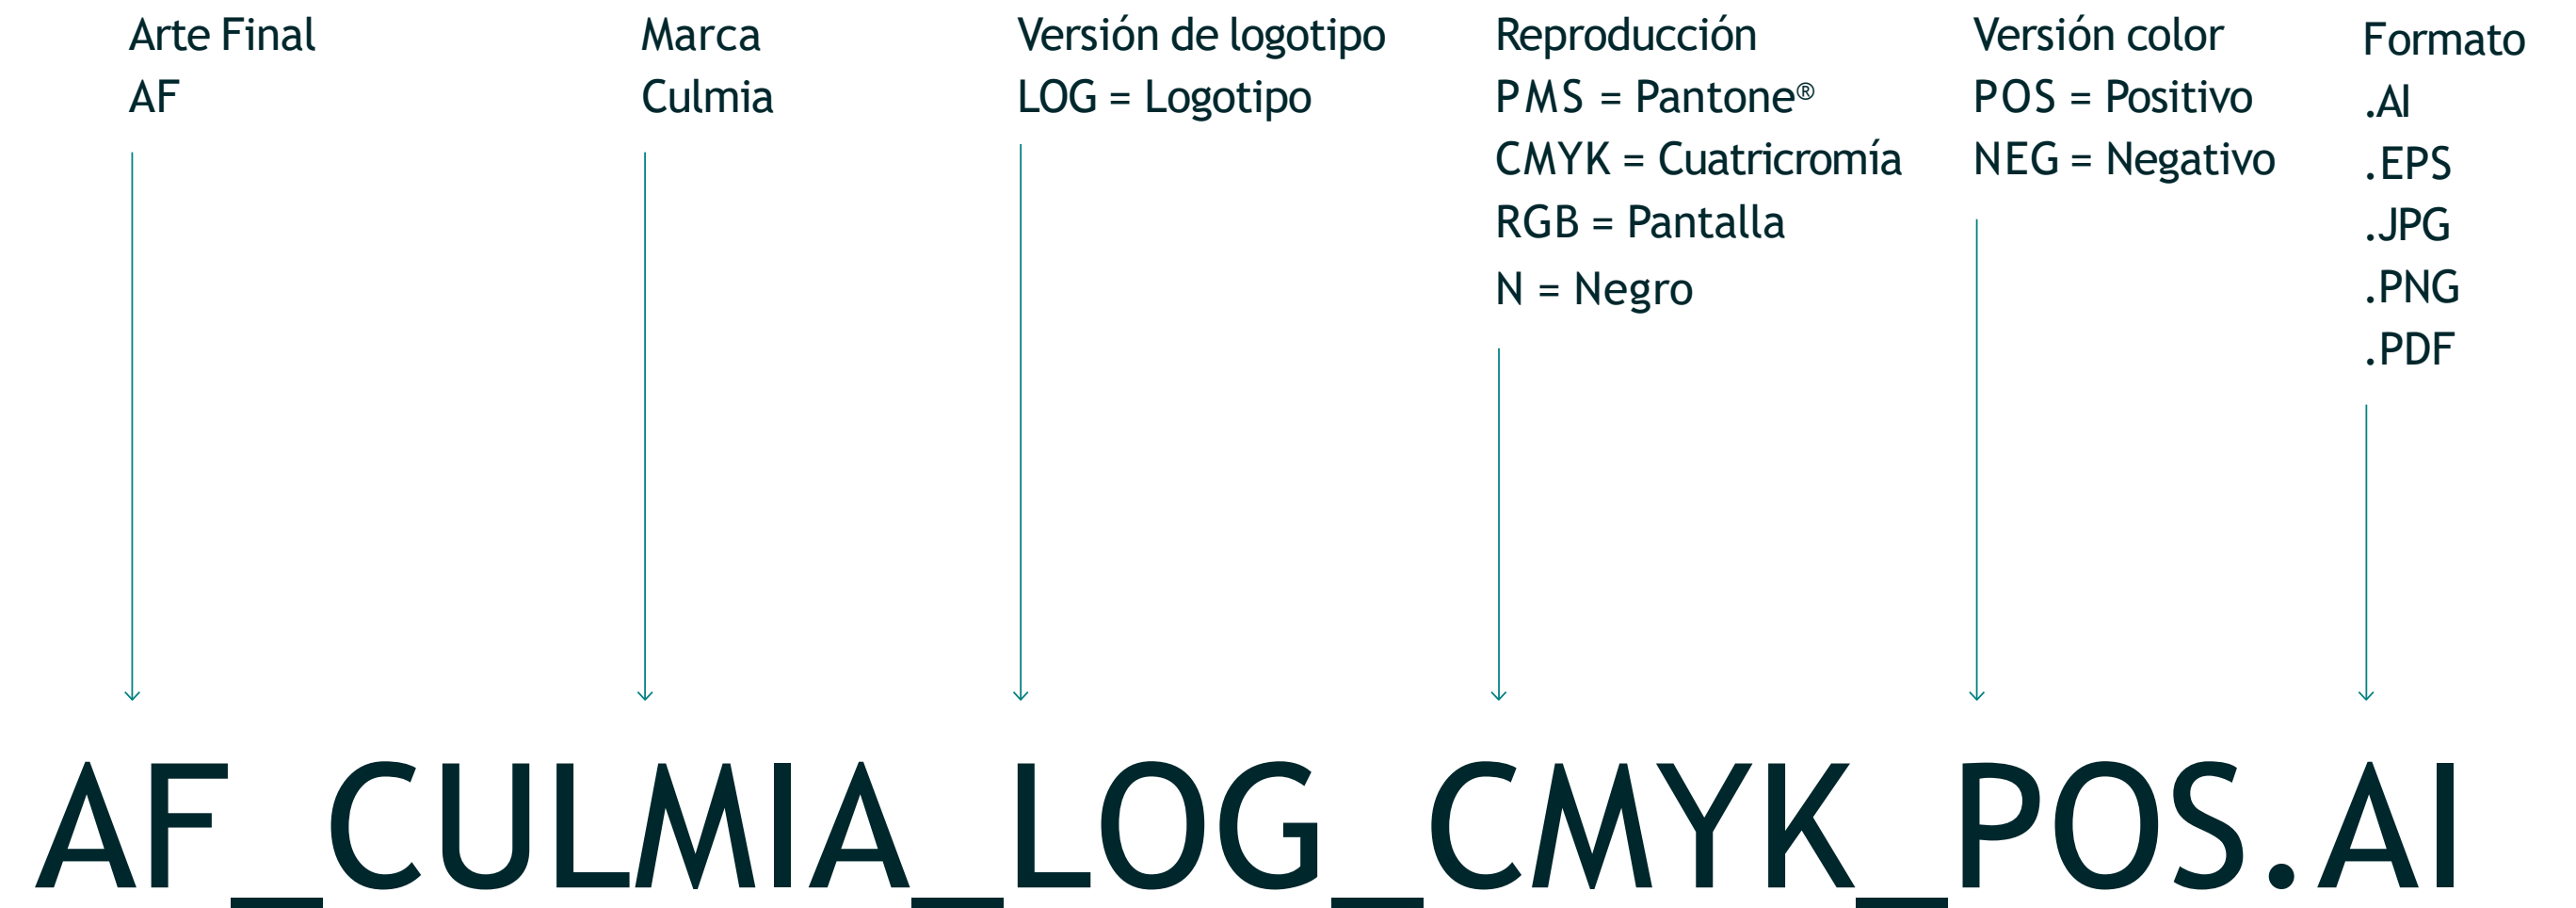 Arte Final
AF
Marca
Culmia
Versión de logotipo
LOG = Logotipo
Reproducción
PMS = Pantone®
CMYK = Cuatricromía
RGB = Pantalla
N = Negro
Versión color
POS = Positivo
NEG = Negativo
Formato
.AI
.EPS
.JPG
.PNG
.PDF
AF_CULMIA_LOG_CMYK_POS.AI